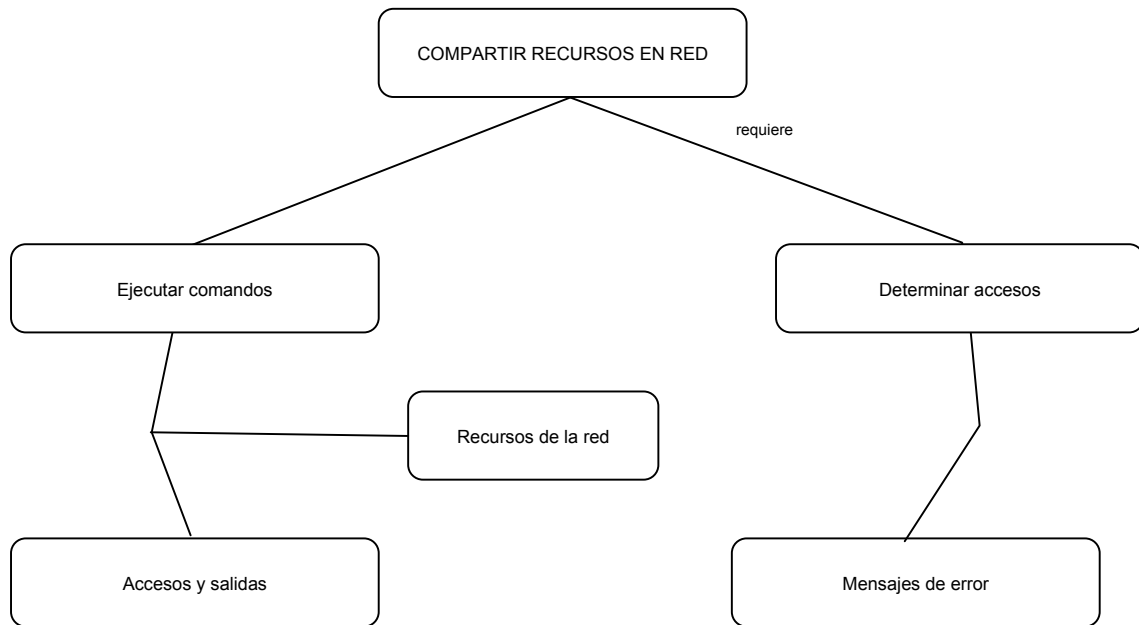 COMPARTIR RECURSOS EN RED
requiere
Ejecutar comandos
Determinar accesos
Recursos de la red
Accesos y salidas
Mensajes de error